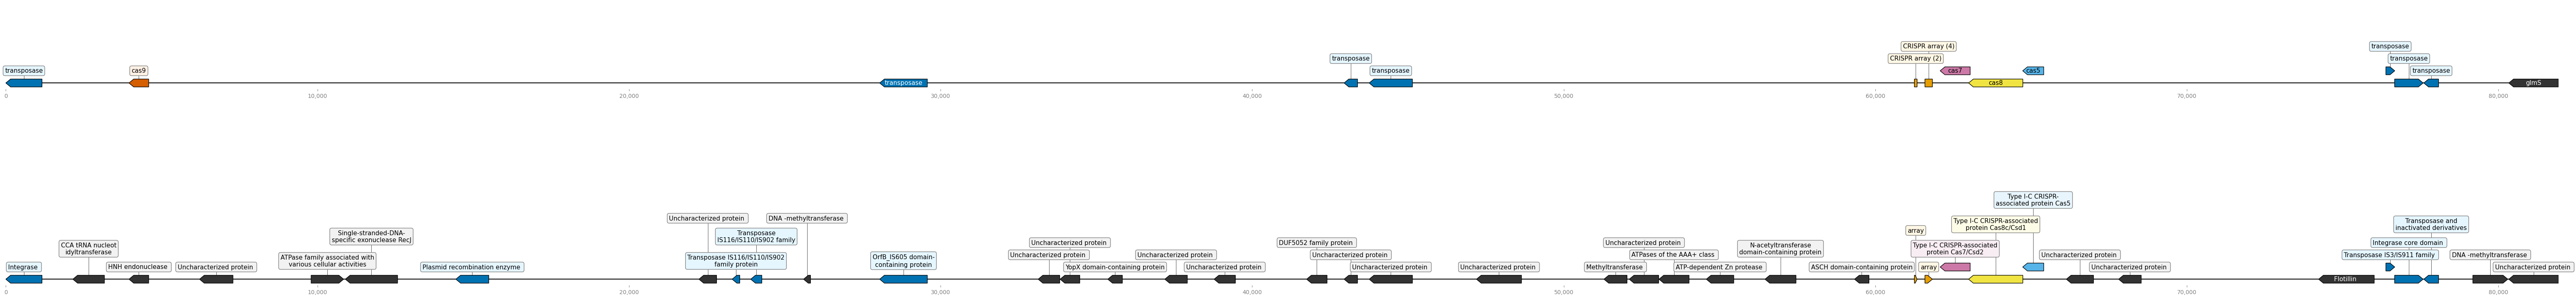 CRISPR array (4)
transposase
transposase
CRISPR array (2)
transposase
transposase
cas9
transposase
cas7
cas5
transposase
transposase
cas8
glmS
0
10,000
20,000
30,000
40,000
50,000
60,000
70,000
80,000
Type I-C CRISPR-
associated protein Cas5
Uncharacterized protein
DNA -methyltransferase
Type I-C CRISPR-associated
protein Cas8c/Csd1
Transposase and
inactivated derivatives
array
Single-stranded-DNA-
specific exonuclease RecJ
Transposase
IS116/IS110/IS902 family
CCA tRNA nucleot
idyltransferase
Uncharacterized protein
DUF5052 family protein
Uncharacterized protein
N-acetyltransferase
domain-containing protein
Type I-C CRISPR-associated
protein Cas7/Csd2
Integrase core domain
ATPase family associated with
various cellular activities
Transposase IS116/IS110/IS902
family protein
OrfB_IS605 domain-
containing protein
Uncharacterized protein
Uncharacterized protein
Uncharacterized protein
ATPases of the AAA+ class
Uncharacterized protein
Transposase IS3/IS911 family
DNA -methyltransferase
Integrase
HNH endonuclease
Uncharacterized protein
Plasmid recombination enzyme
YopX domain-containing protein
Uncharacterized protein
Uncharacterized protein
Uncharacterized protein
Methyltransferase
ATP-dependent Zn protease
ASCH domain-containing protein
array
Uncharacterized protein
Uncharacterized protein
Flotillin
0
10,000
20,000
30,000
40,000
50,000
60,000
70,000
80,000